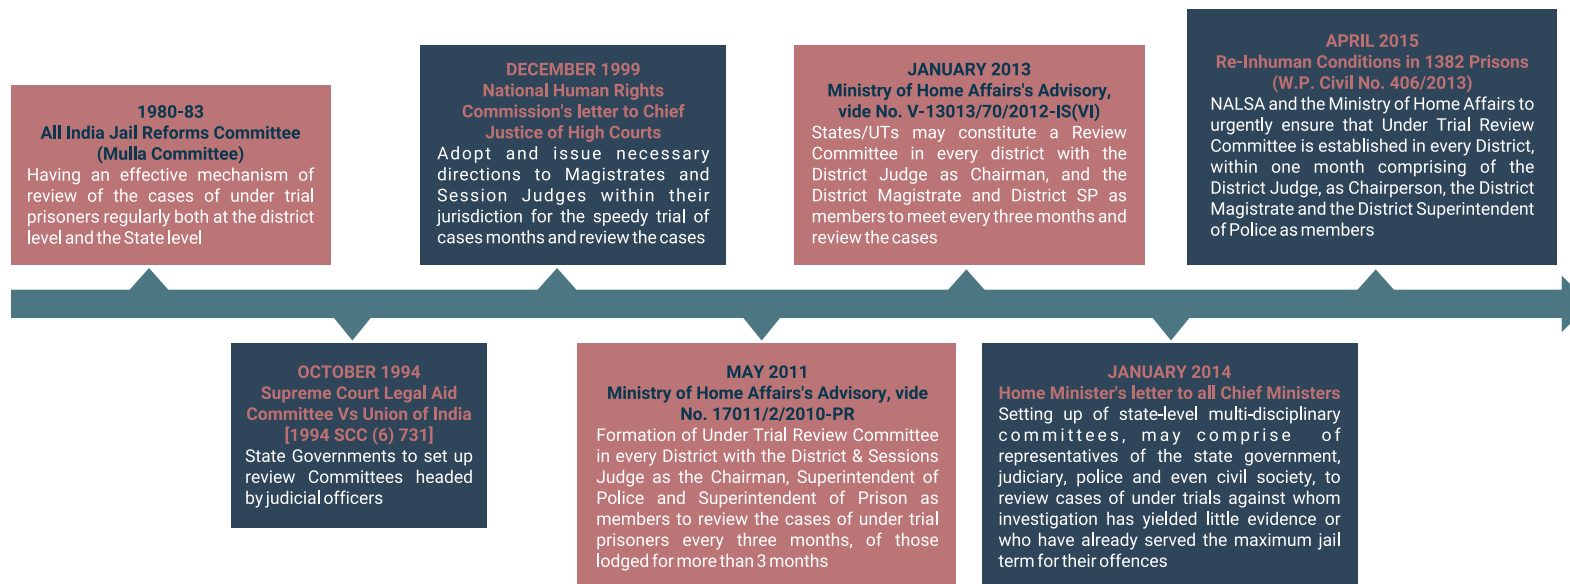 1980-83
All India Jail Reforms Committee
(Mulla Committee)
Having an effective mechanism of
review of the cases of under trial
prisoners regularly both at the district
level and the State level
OCTOBER 1994
Supreme Court Legal Aid
Committee Vs Union of India
[1994 SCC (6) 731]
State Governments to set up
review Committees headed
by judicial officers
DECEMBER 1999
National Human Rights
Commission's letter to Chief
Justice of High Courts
Adopt and issue necessary
directions to Magistrates and
Session Judges within their
jurisdiction for the speedy trial of
cases months and review the cases
MAY 2011
Ministry of Home Affairs's Advisory, vide
No. 17011/2/2010-PR
Formation of Under Trial Review Committee
in every District with the District & Sessions
Judge as the Chairman, Superintendent of
Police and Superintendent of Prison as
members to review the cases of under trial
prisoners every three months, of those
lodged for more than 3 months
JANUARY 2013
Ministry of Home Affairs's Advisory,
vide No. V-13013/70/2012-IS(VI)
States/UTs may constitute a Review
Committee in every district with the
District Judge as Chairman, and the
District Magistrate and District SP as
members to meet every three months and
review the cases
JANUARY 2014
Home Minister's letter to all Chief Ministers
Setting up of state-level multi-disciplinary
committees, may comprise of
representatives of the state government,
judiciary, police and even civil society, to
review cases of under trials against whom
investigation has yielded little evidence or
who have already served the maximum jail
term for their offences
APRIL 2015
Re-Inhuman Conditions in 1382 Prisons
(W.P. Civil No. 406/2013)
NALSA and the Ministry of Home Affairs to
urgently ensure that Under Trial Review
Committee is established in every District,
within one month comprising of the
District Judge, as Chairperson, the District
Magistrate and the District Superintendent
of Police as members